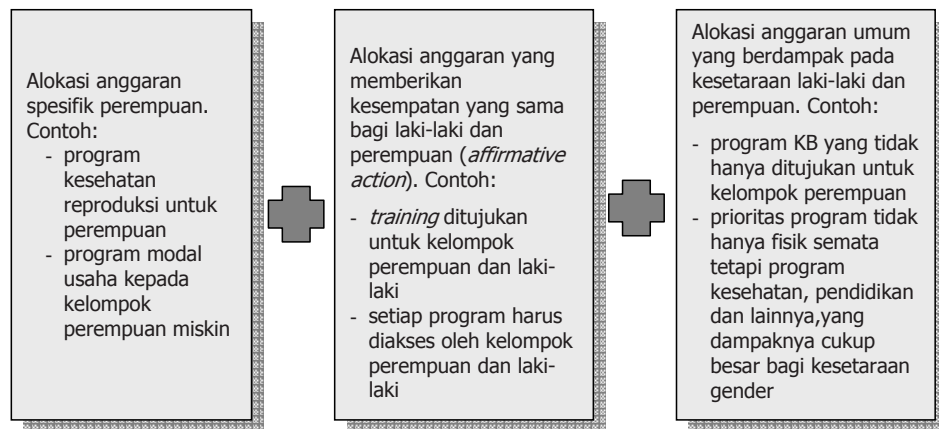 Alokasi anggaran
spesifik perempuan.
Contoh:
- program
kesehatan
reproduksi untuk
perempuan
- program modal
usaha kepada
kelompok
perempuan miskin
Alokasi anggaran yang
memberikan
kesempatan yang sama
bagi laki-laki dan
perempuan (affirmative
action). Contoh:
- training ditujukan
untuk kelompok
perempuan dan laki-
laki
- setiap program harus
diakses oleh kelompok
perempuan dan laki-
laki
Alokasi anggaran umum
yang berdampak pada
kesetaraan laki-laki dan
perempuan. Contoh:
- program KB yang tidak
hanya ditujukan untuk
kelompok perempuan
- prioritas program tidak
hanya fisik semata
tetapi program
kesehatan, pendidikan
dan lainnya,yang
dampaknya cukup
besar bagi kesetaraan
gender